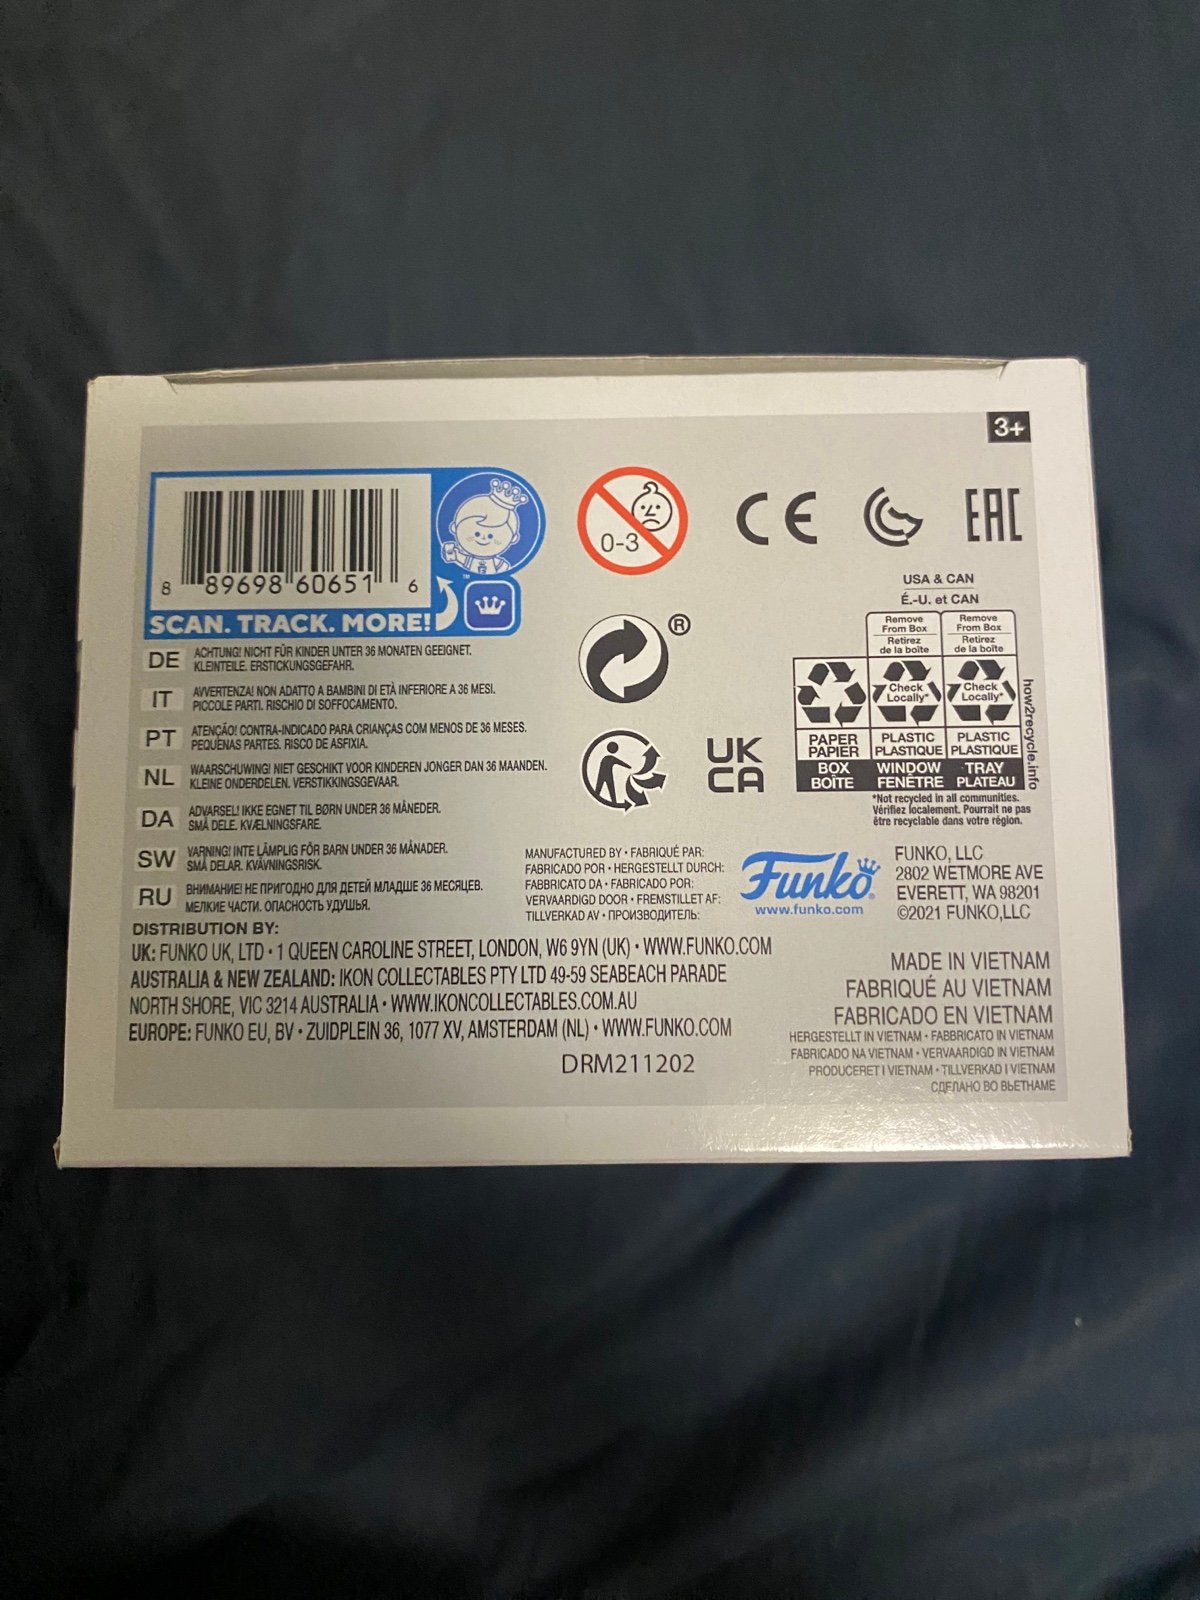 3+
8 89698 60651 6
SCAN. TRACK. MORE!
™
0-3
CE
EAC
DE ACHTUNG! NICHT FÜR KINDER UNTER 36 MONATEN GEEIGNET.
KLEINTEILE. ERSTICKUNGSGEFAHR.
IT AVVERTENZA! NON ADATTO A BAMBINI DI ETÀ INFERIORE A 36 MESI.
PICCOLE PARTI. RISCHIO DI SOFFOCAMENTO.
PT ATENÇÃO! CONTRA-INDICADO PARA CRIANÇAS COM MENOS DE 36 MESES.
PEQUENAS PARTES. RISCO DE ASFIXIA.
NL WAARSCHUWING! NIET GESCHIKT VOOR KINDEREN JONGER DAN 36 MAANDEN.
KLEINE ONDERDELEN. VERSTIKKINGSGEVAAR.
DA ADVARSEL! IKKE EGNET TIL BØRN UNDER 36 MÅNEDER.
SMÅ DELE. KVÆLNINGSFARE.
SW VARNING! INTE LÄMPLIG FÖR BARN UNDER 36 MÅNADER.
SMÅ DELAR. KVÄVNINGSRISK.
RU ВНИМАНИЕ! НЕ ПРИГОДНО ДЛЯ ДЕТЕЙ МЛАДШЕ 36 МЕСЯЦЕВ.
МЕЛКИЕ ЧАСТИ. ОПАСНОСТЬ УДУШЬЯ.
®
UK
CA
USA & CAN
É.-U. et CAN
Remove From Box
Retirez de la boîte
Remove From Box
Retirez de la boîte
Check Locally*
Check Locally*
PAPER PAPIER
PLASTIC PLASTIQUE
PLASTIC PLASTIQUE
BOX BOÎTE
WINDOW FENÊTRE
TRAY PLATEAU
how2recycle.info
*Not recycled in all communities.
Vérifiez localement. Pourrait ne pas
être recyclable dans votre région.
MANUFACTURED BY • FABRIQUÉ PAR:
FABRICADO POR • HERGESTELLT DURCH:
FABBRICATO DA • FABRICADO POR:
VERVAARDIGD DOOR • FREMSTILLET AF:
TILLVERKAD AV • ПРОИЗВОДИТЕЛЬ:
Funko®
www.funko.com
FUNKO, LLC
2802 WETMORE AVE
EVERETT, WA 98201
©2021 FUNKO,LLC
DISTRIBUTION BY:
UK: FUNKO UK, LTD • 1 QUEEN CAROLINE STREET, LONDON, W6 9YN (UK) • WWW.FUNKO.COM
AUSTRALIA & NEW ZEALAND: IKON COLLECTABLES PTY LTD 49-59 SEABEACH PARADE
NORTH SHORE, VIC 3214 AUSTRALIA • WWW.IKONCOLLECTABLES.COM.AU
EUROPE: FUNKO EU, BV • ZUIDPLEIN 36, 1077 XV, AMSTERDAM (NL) • WWW.FUNKO.COM
DRM211202
MADE IN VIETNAM
FABRIQUÉ AU VIETNAM
FABRICADO EN VIETNAM
HERGESTELLT IN VIETNAM • FABBRICATO IN VIETNAM
FABRICADO NA VIETNAM • VERVAARDIGD IN VIETNAM
PRODUCERET I VIETNAM • TILLVERKAD I VIETNAM
СДЕЛАНО ВО ВЬЕТНАМЕ